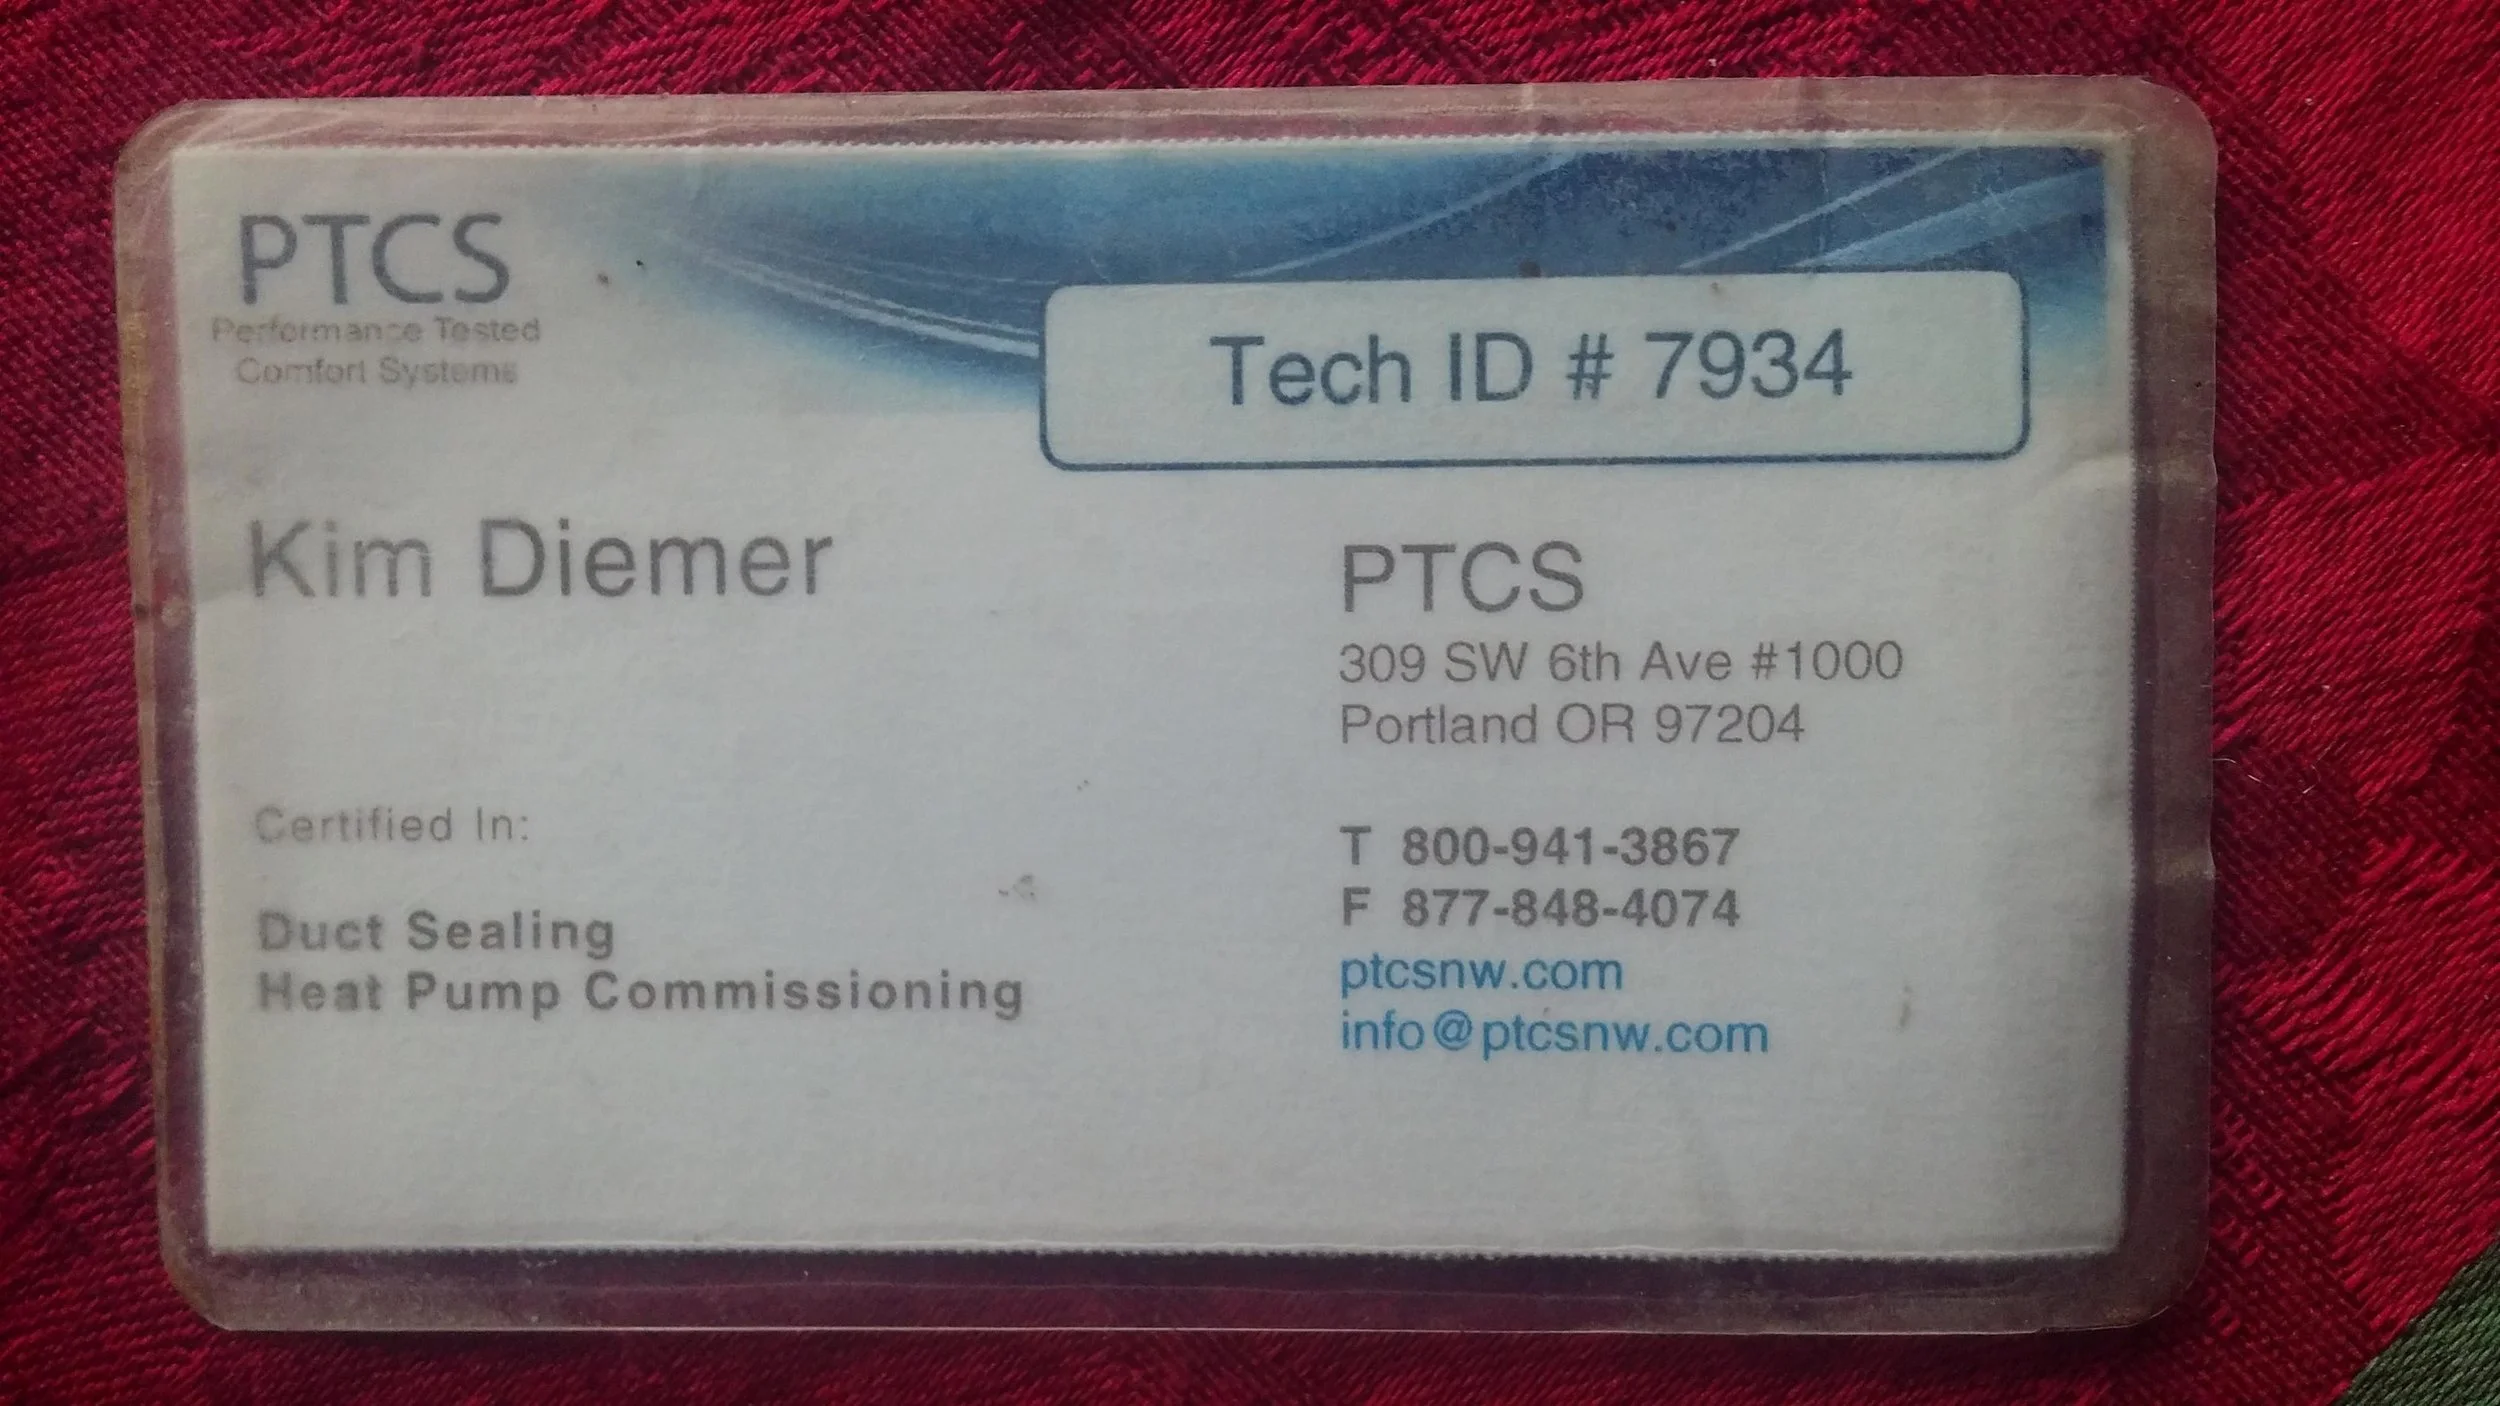 PTCS
Performance Tested
Comfort Systems
Tech ID # 7934
Kim Diemer
Certified In:
Duct Sealing
Heat Pump Commissioning
PTCS
309 SW 6th Ave #1000
Portland OR 97204
T 800-941-3867
F 877-848-4074
ptcsnw.com
info@ptcsnw.com